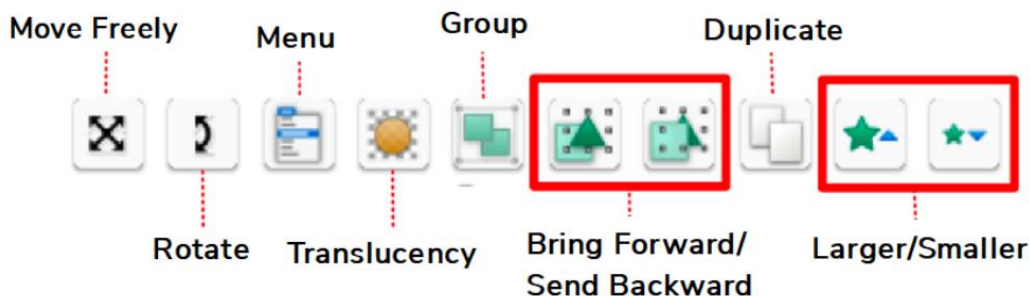 Move Freely
Menu
Group
Duplicate
Rotate
Translucency
Bring Forward/
Send Backward
Larger/Smaller